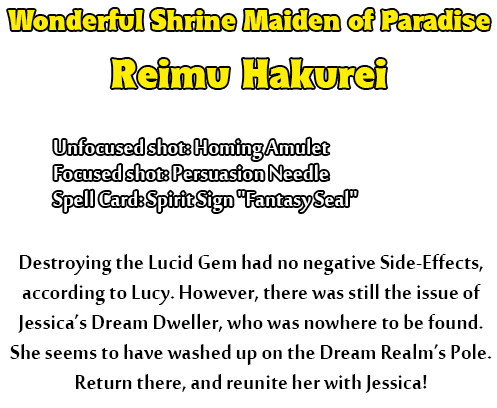 Wonderful Shrine Maiden of Paradise
Reimu Hakurei
Unfocused shot: Homing Amulet
Focused shot: Persuasion Needle
Spell Card: Spirit Sign "Fantasy Seal"
Destroying the Lucid Gem had no negative Side-Effects,
according to Lucy. However, there was still the issue of
Jessica's Dream Dweller, who was nowhere to be found.
She seems to have washed up on the Dream Realm's Pole.
Return there, and reunite her with Jessica!